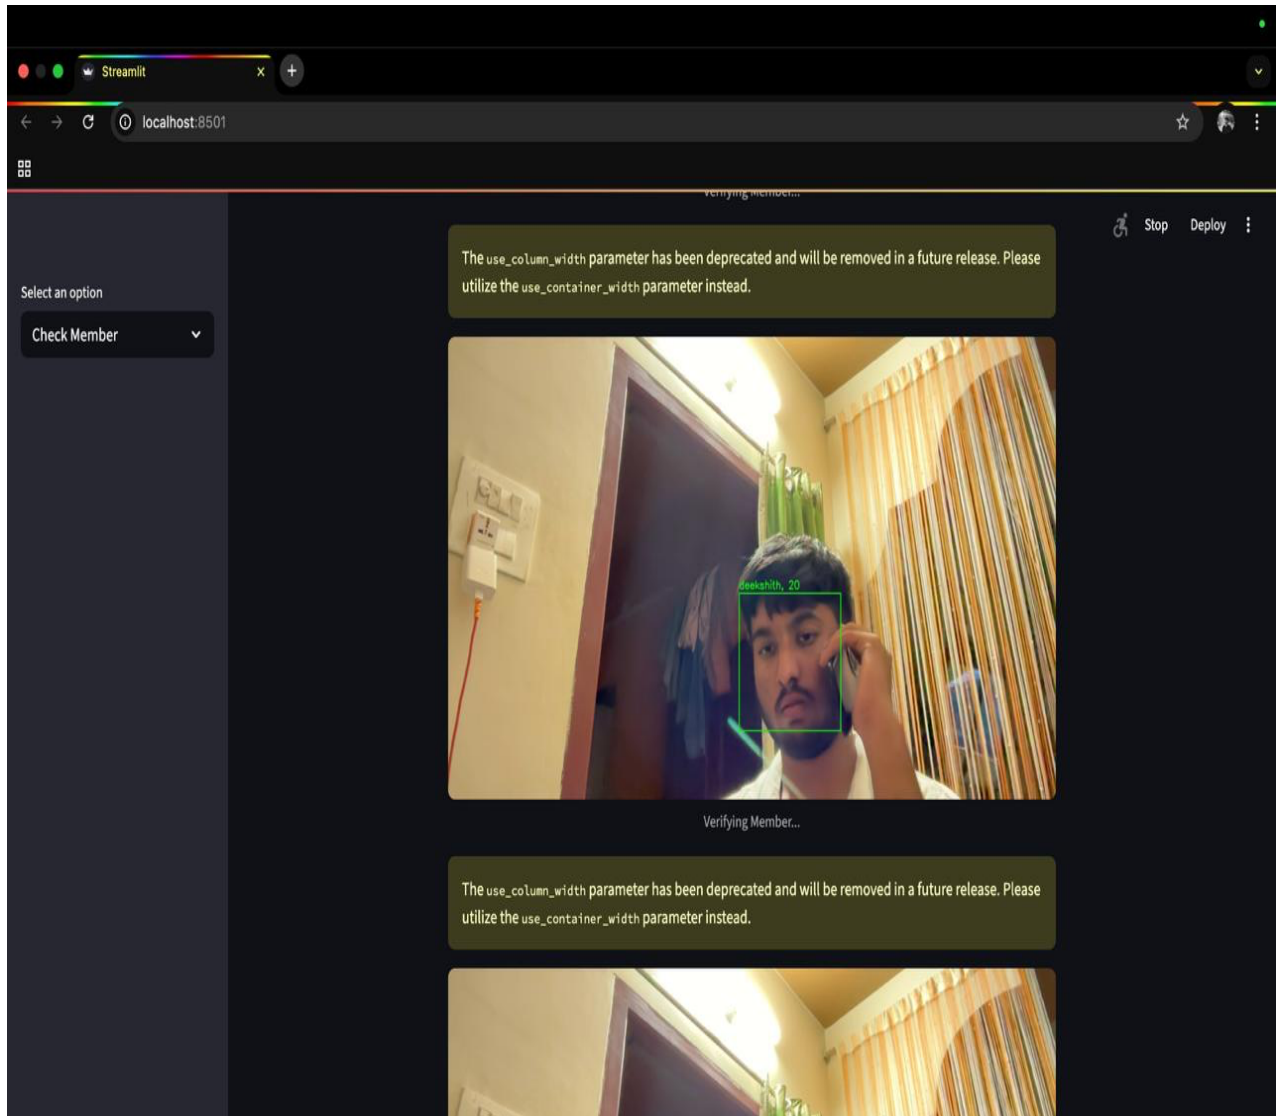 Streamlit
localhost:8501
Verifying Member...
Stop Deploy
The use_column_width parameter has been deprecated and will be removed in a future release. Please
utilize the use_container_width parameter instead.
Select an option
Check Member
deekshith, 20
Verifying Member...
The use_column_width parameter has been deprecated and will be removed in a future release. Please
utilize the use_container_width parameter instead.